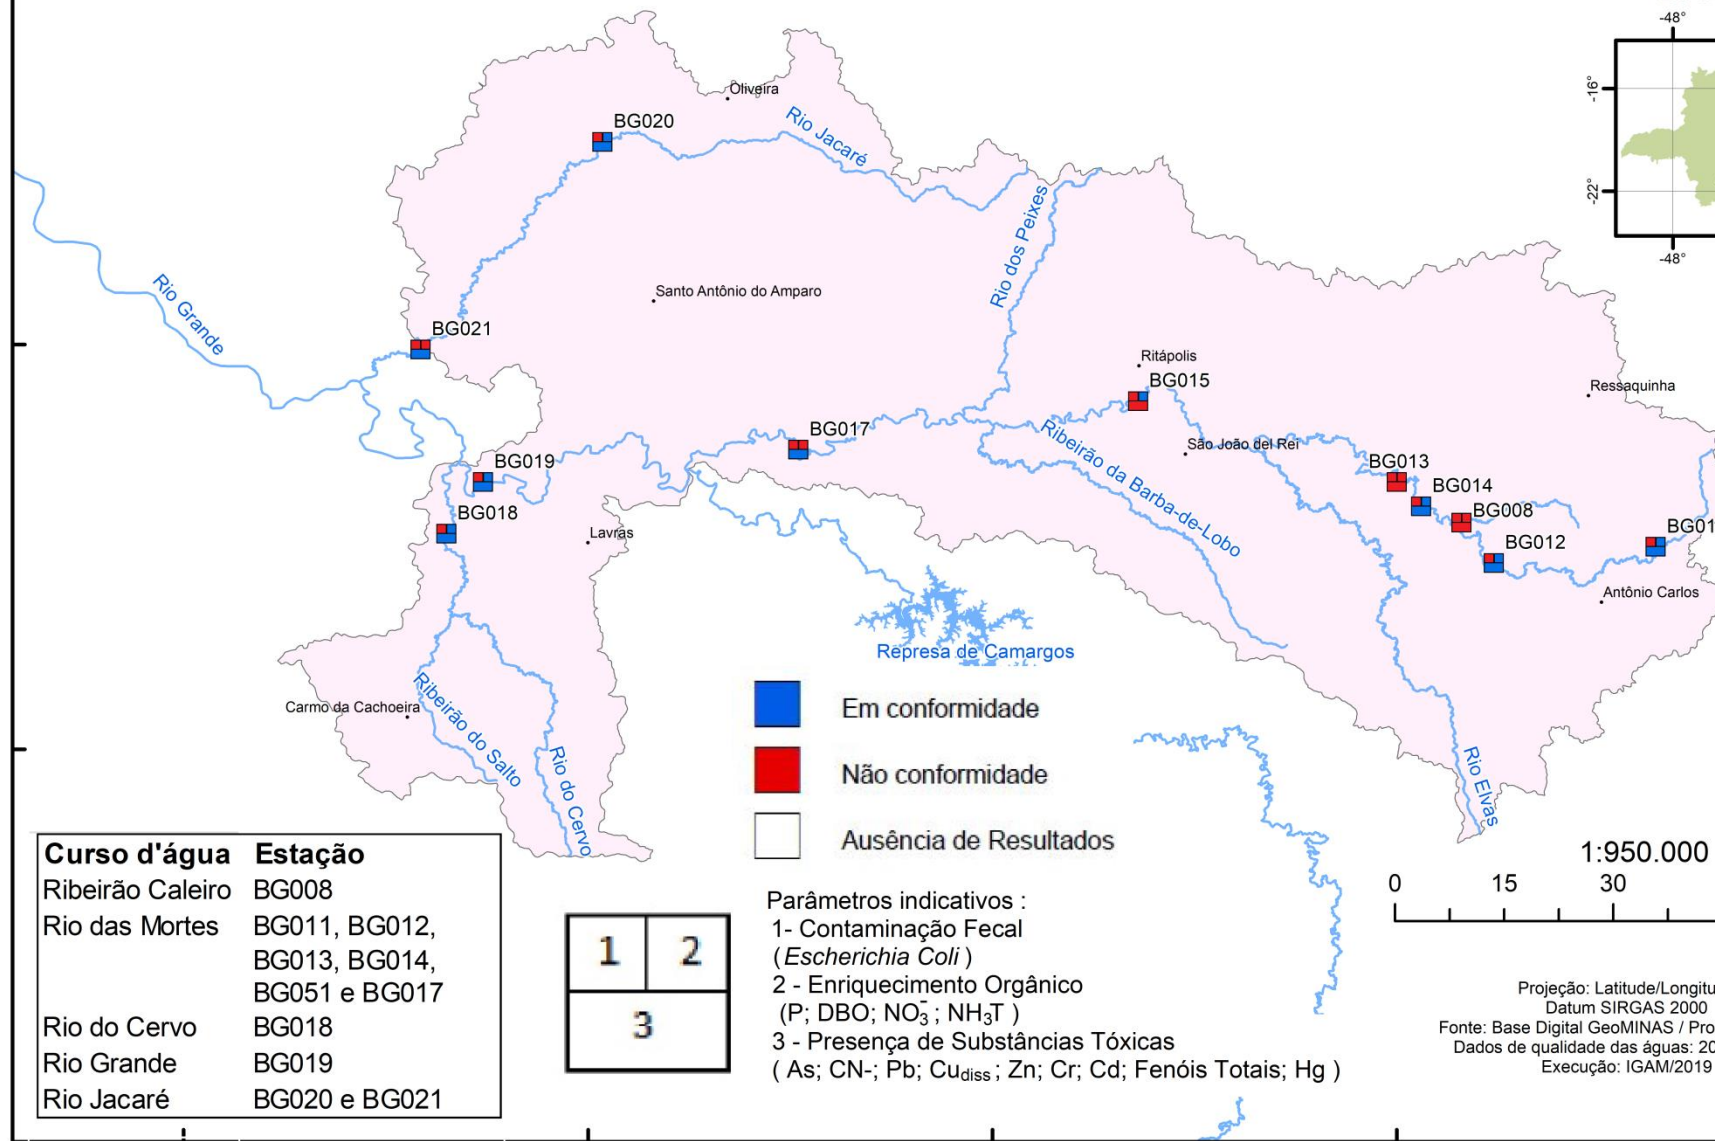 -48°
-16°
-22°
-48°
Oliveira
BG020
Rio Jacaré
Rio dos Peixes
Rio Grande
Santo Antônio do Amparo
BG021
Ritápolis
BG015
Ressaquinha
BG017
Ribeirão da Barba-de-Lobo
São João del Rei
BG013
BG019
BG014
BG008
BG018
BG01
Lavras
BG012
Antônio Carlos
Represa de Camargos
Carmo da Cachoeira
Ribeirão do Salto
Rio do Cervo
Rio Elvas
Em conformidade
Não conformidade
Ausência de Resultados
1:950.000
0 15 30
Curso d'água Estação
Ribeirão Caleiro BG008
Rio das Mortes BG011, BG012,
BG013, BG014,
BG051 e BG017
Rio do Cervo BG018
Rio Grande BG019
Rio Jacaré BG020 e BG021
1 2
3
Parâmetros indicativos :
1- Contaminação Fecal
(Escherichia Coli )
2 - Enriquecimento Orgânico
(P; DBO; NO₃⁻; NH₃T )
3 - Presença de Substâncias Tóxicas
( As; CN-; Pb; Cudiss ; Zn; Cr; Cd; Fenóis Totais; Hg )
Projeção: Latitude/Longitu
Datum SIRGAS 2000
Fonte: Base Digital GeoMINAS / Pro
Dados de qualidade das águas: 20
Execução: IGAM/2019